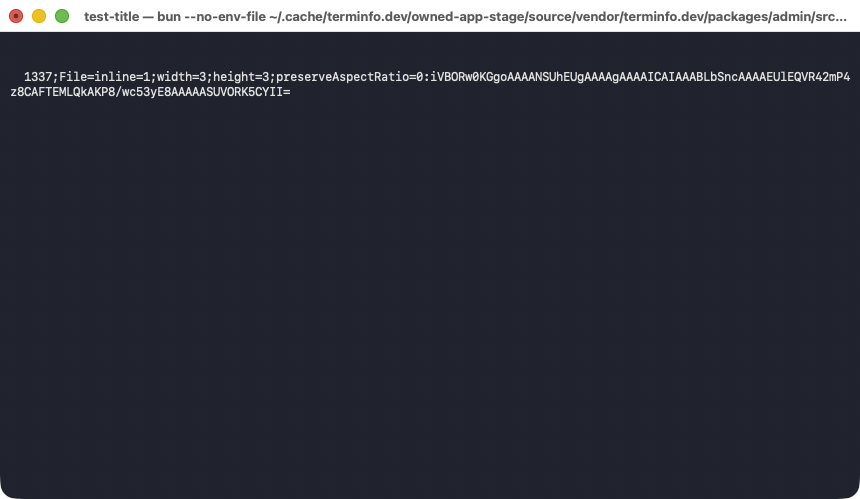 test-title — bun --no-env-file ~/.cache/terminfo.dev/owned-app-stage/source/vendor/terminfo.dev/packages/admin/src...
1337;File=inline=1;width=3;height=3;preserveAspectRatio=0:iVBORw0KGgoAAAANSUhEUgAAAAgAAAAICAIAAABLbSncAAAAEUlEQVR42mP4
z8CAFTEMLQkAKP8/wc53yE8AAAAASUVORK5CYII=